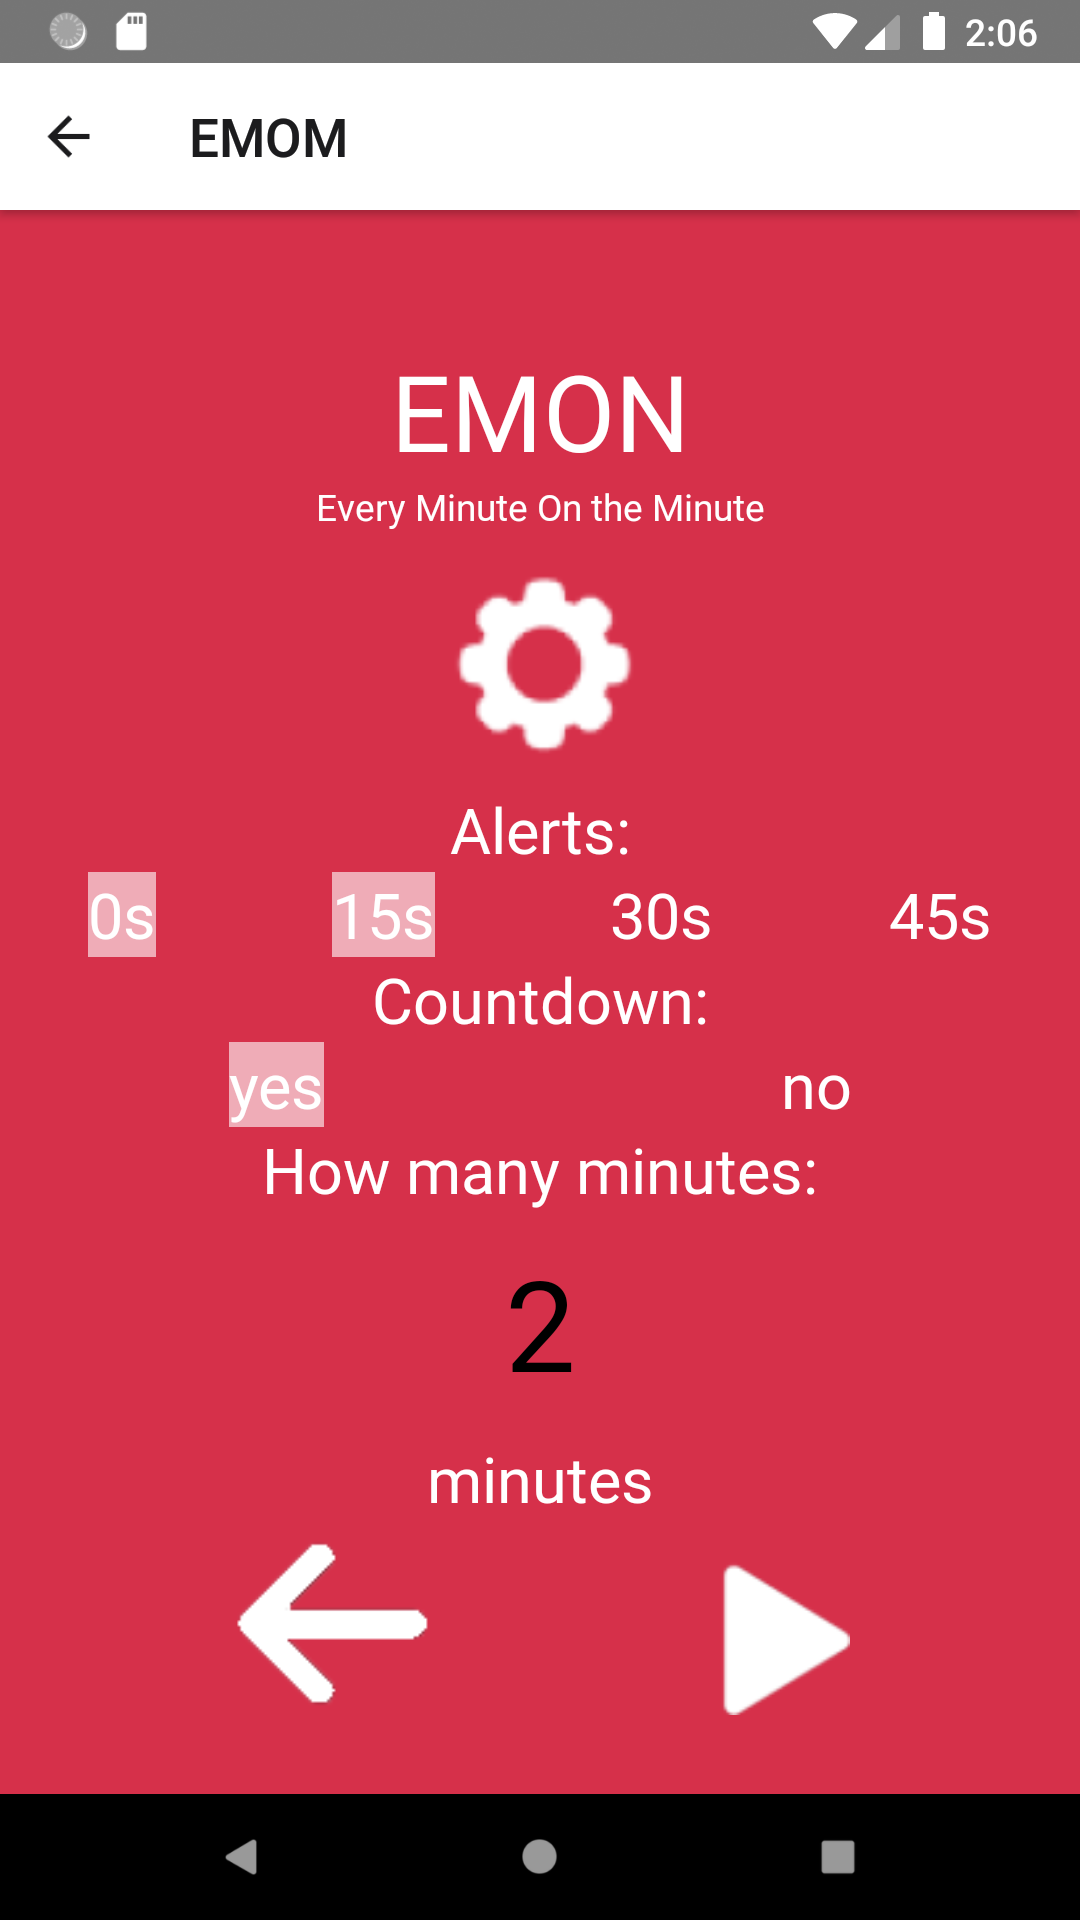 2:06
EMOM
EMON
Every Minute On the Minute
Alerts:
0s 15s 30s 45s
Countdown:
yes no
How many minutes:
2
minutes